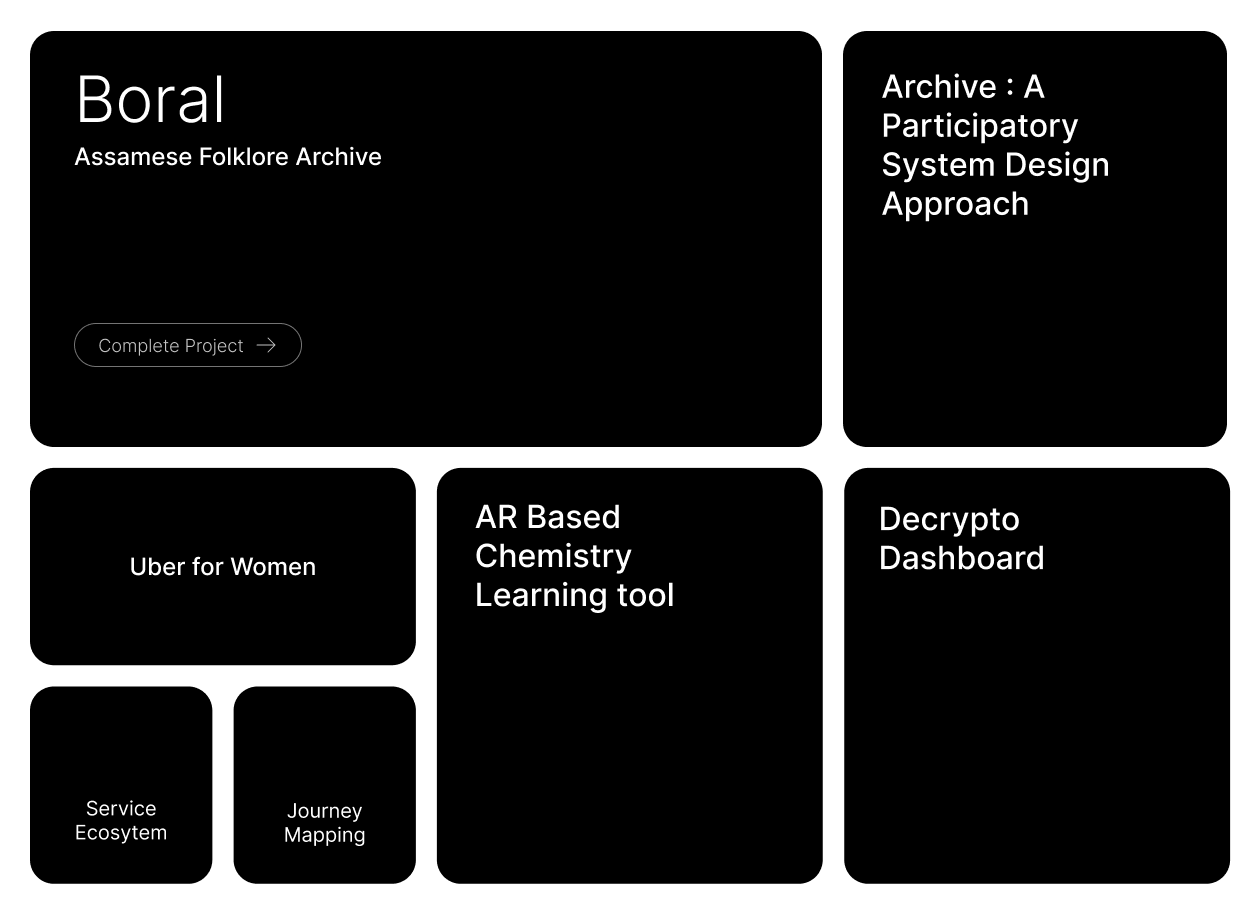 Boral
Assamese Folklore Archive
Complete Project
Archive : A
Participatory
System Design
Approach
Uber for Women
AR Based
Chemistry
Learning tool
Decrypto
Dashboard
Service
Ecosytem
Journey
Mapping